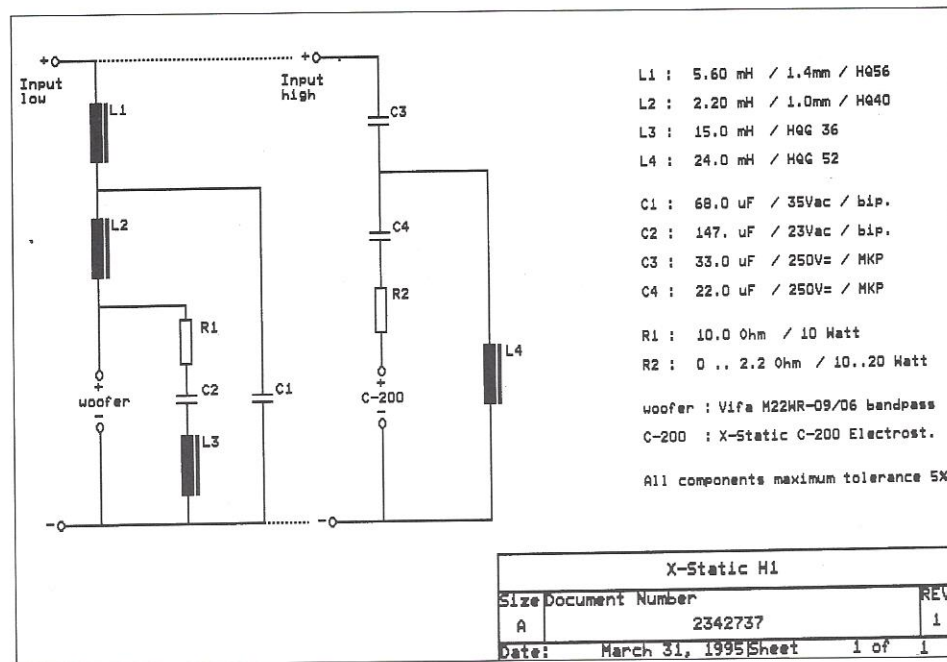 +
Input
low
+
Input
high
L1
L2
R1
C2
L3
C1
+
woofer
-
-
C3
C4
R2
L4
+
C-200
-
-
L1 : 5.60 mH / 1.4mm / HQ56
L2 : 2.20 mH / 1.0mm / HQ40
L3 : 15.0 mH / HQG 36
L4 : 24.0 mH / HQG 52
C1 : 68.0 uF / 35Vac / bip.
C2 : 147. uF / 23Vac / bip.
C3 : 33.0 uF / 250V= / MKP
C4 : 22.0 uF / 250V= / MKP
R1 : 10.0 Ohm / 10 Watt
R2 : 0 .. 2.2 Ohm / 10..20 Watt
woofer : Vifa M22WR-09/06 bandpass
C-200 : X-Static C-200 Electrost.
All components maximum tolerance 5%
X-Static H1
Size Document Number REV
A 2342737 1
Date: March 31, 1995 Sheet 1 of 1